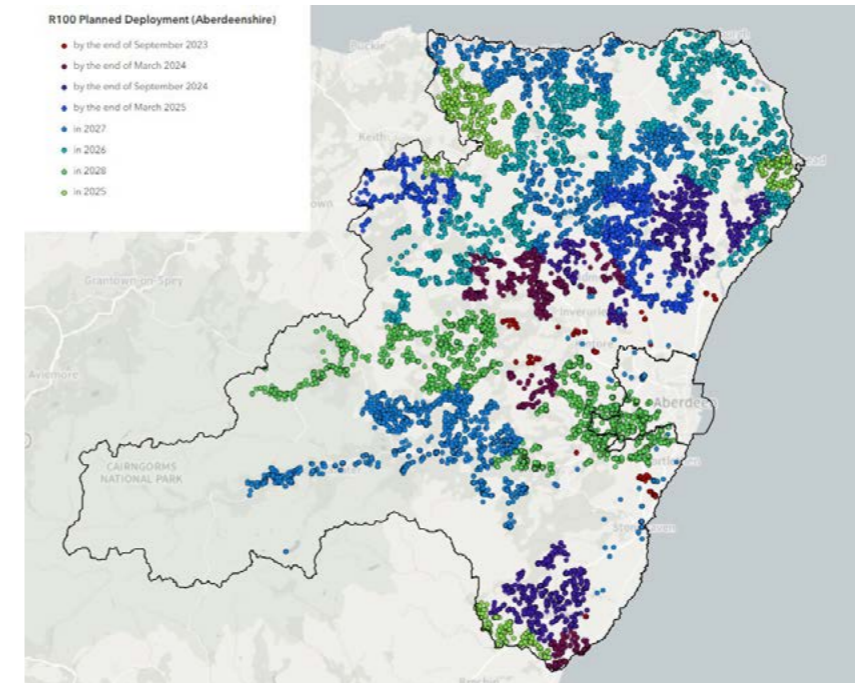 R100 Planned Deployment (Aberdeenshire)
by the end of September 2023
by the end of March 2024
by the end of September 2024
by the end of March 2025
in 2027
in 2026
in 2028
in 2025
Buckie
Keith
Grantown-on-Spey
Inverurie
Kintore
Aviemore
Aberdeen
CAIRNGORMS
NATIONAL PARK